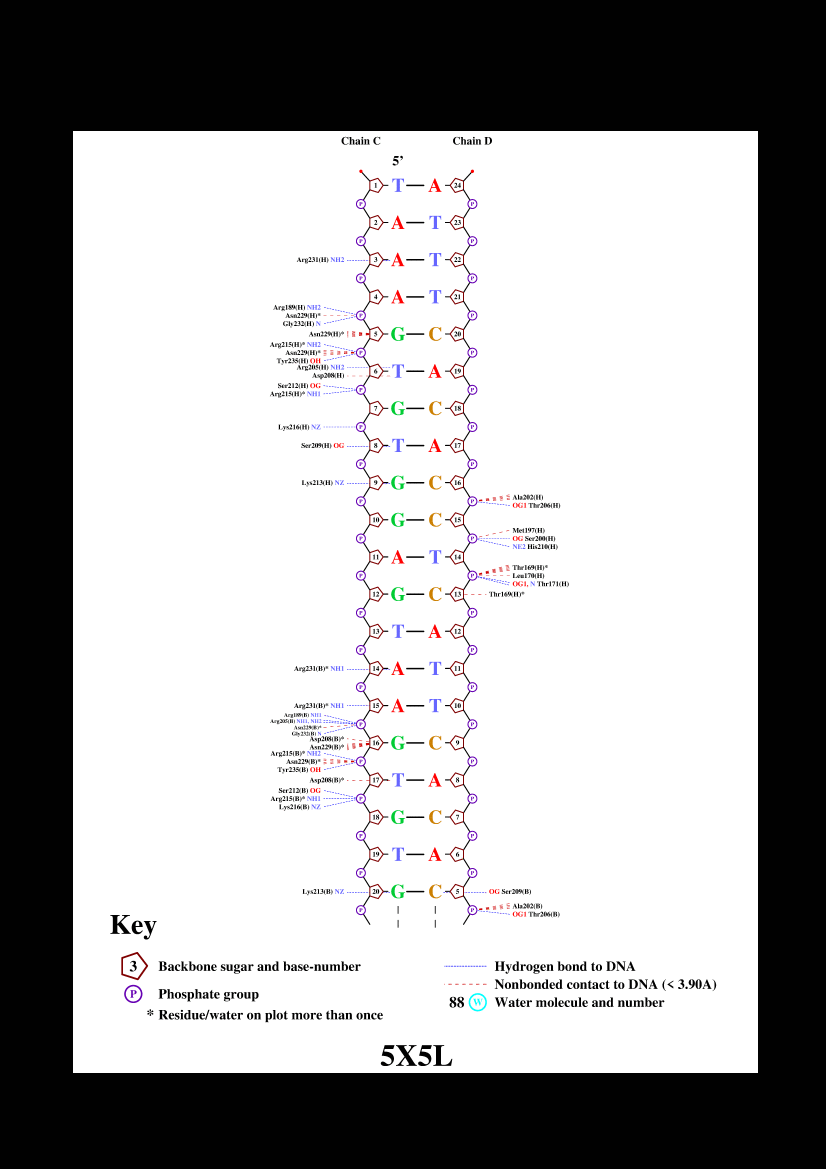 Chain C Chain D
5'
1 T A 24
P P
2 A T 23
P P
Arg231(H) NH2 3 A T 22
P P
4 A T 21
Arg189(H) NH2
Asn229(H)* P P
Gly232(H) N
Asn229(H)* 5 G C 20
Arg215(H)* NH2
Asn229(H)* P P
Tyr235(H) OH
Arg205(H) NH2
6 T A 19
Asp208(H)
Ser212(H) OG
P P
Arg215(H)* NH1
7 G C 18
Lys216(H) NZ P P
Ser209(H) OG 8 T A 17
P P
Lys213(H) NZ 9 G C 16
Ala202(H)
P P
OG1 Thr206(H)
10 G C 15
Met197(H)
P P OG Ser200(H)
NE2 His210(H)
11 A T 14
Thr169(H)*
P P Leu170(H)
OG1, N Thr171(H)
12 G C 13 Thr169(H)*
P P
13 T A 12
P P
Arg231(B)* NH1 14 A T 11
P P
Arg231(B)* NH1 15 A T 10
Arg189(B) NH1
Arg205(B) NH1, NH2
P P
Asn229(B)*
Gly232(B) N
Asp208(B)*
16 G C 9
Asn229(B)*
Arg215(B)* NH2
Asn229(B)* P P
Tyr235(B) OH
Asp208(B)* 17 T A 8
Ser212(B) OG
Arg215(B)* NH1 P P
Lys216(B) NZ
18 G C 7
P P
19 T A 6
P P
Lys213(B) NZ 20 G C 5 OG Ser209(B)
Ala202(B)
P P
OG1 Thr206(B)
Key
3 Backbone sugar and base-number
P Phosphate group
* Residue/water on plot more than once
Hydrogen bond to DNA
Nonbonded contact to DNA (< 3.90A)
88 W Water molecule and number
5X5L